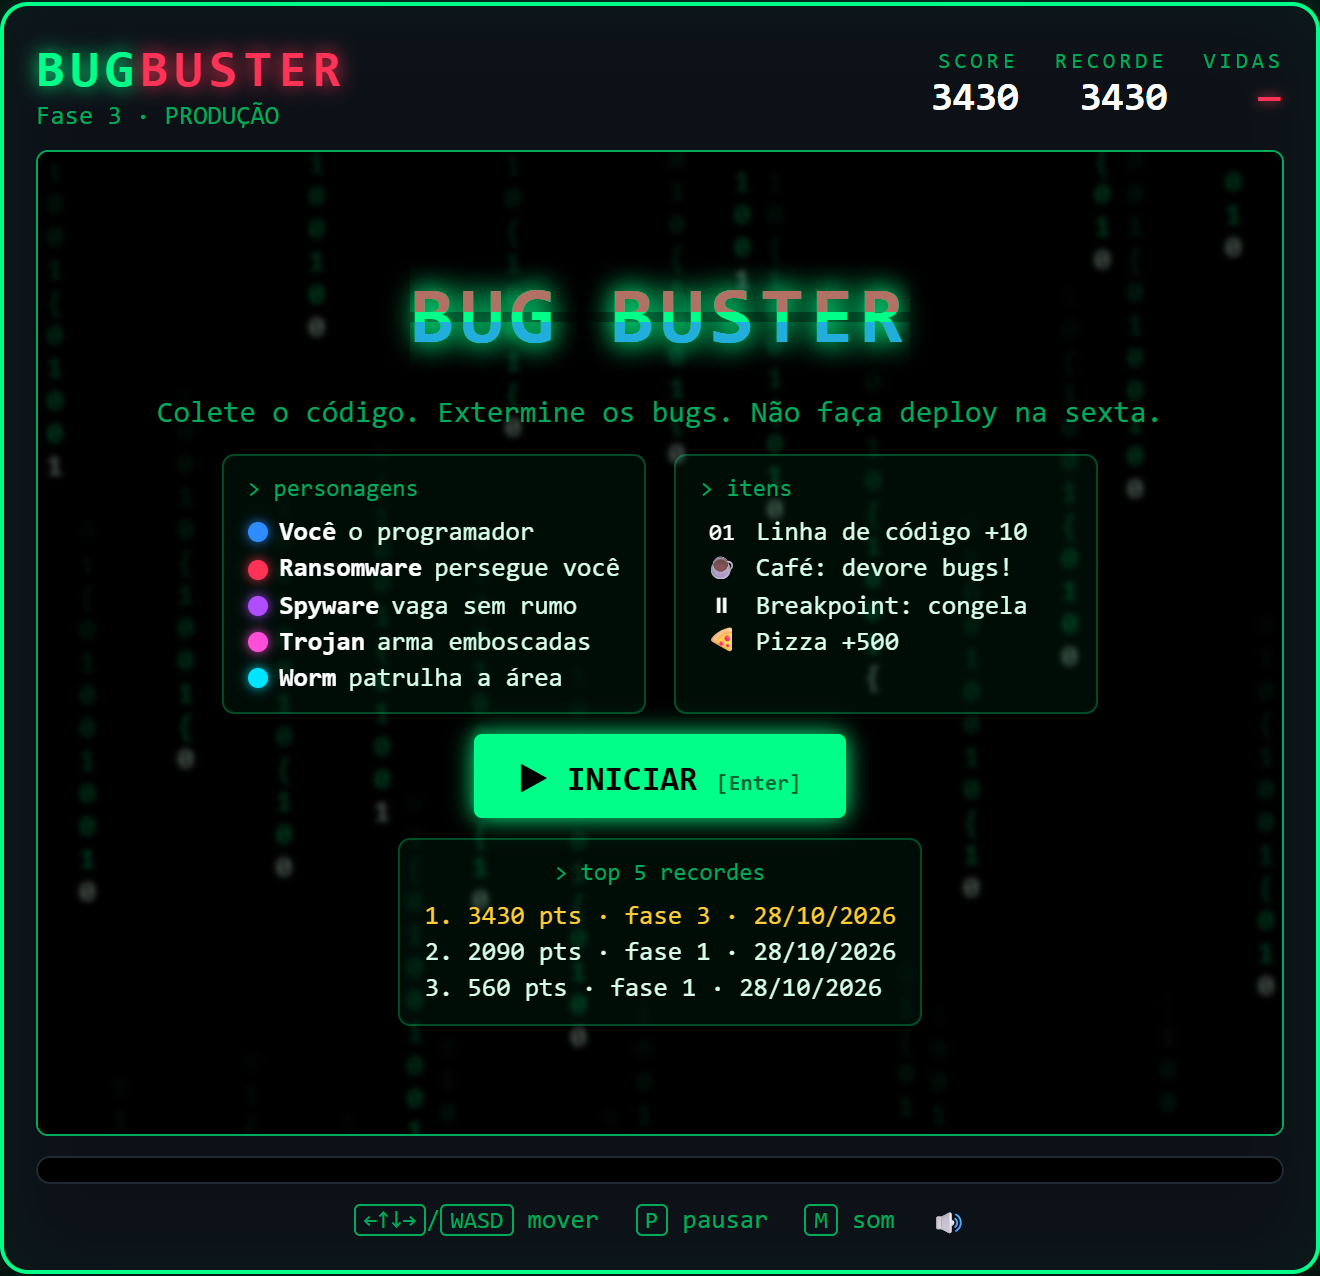 BUGBUSTER
Fase 3 · PRODUÇÃO
SCORE
3430
RECORDE
3430
VIDAS
—
BUG BUSTER
Colete o código. Extermine os bugs. Não faça deploy na sexta.
> personagens
Você o programador
Ransomware persegue você
Spyware vaga sem rumo
Trojan arma emboscadas
Worm patrulha a área
> itens
01 Linha de código +10
Café: devore bugs!
Breakpoint: congela
Pizza +500
▶ INICIAR [Enter]
> top 5 recordes
1. 3430 pts · fase 3 · 28/10/2026
2. 2090 pts · fase 1 · 28/10/2026
3. 560 pts · fase 1 · 28/10/2026
←↑↓→/WASD mover P pausar M som